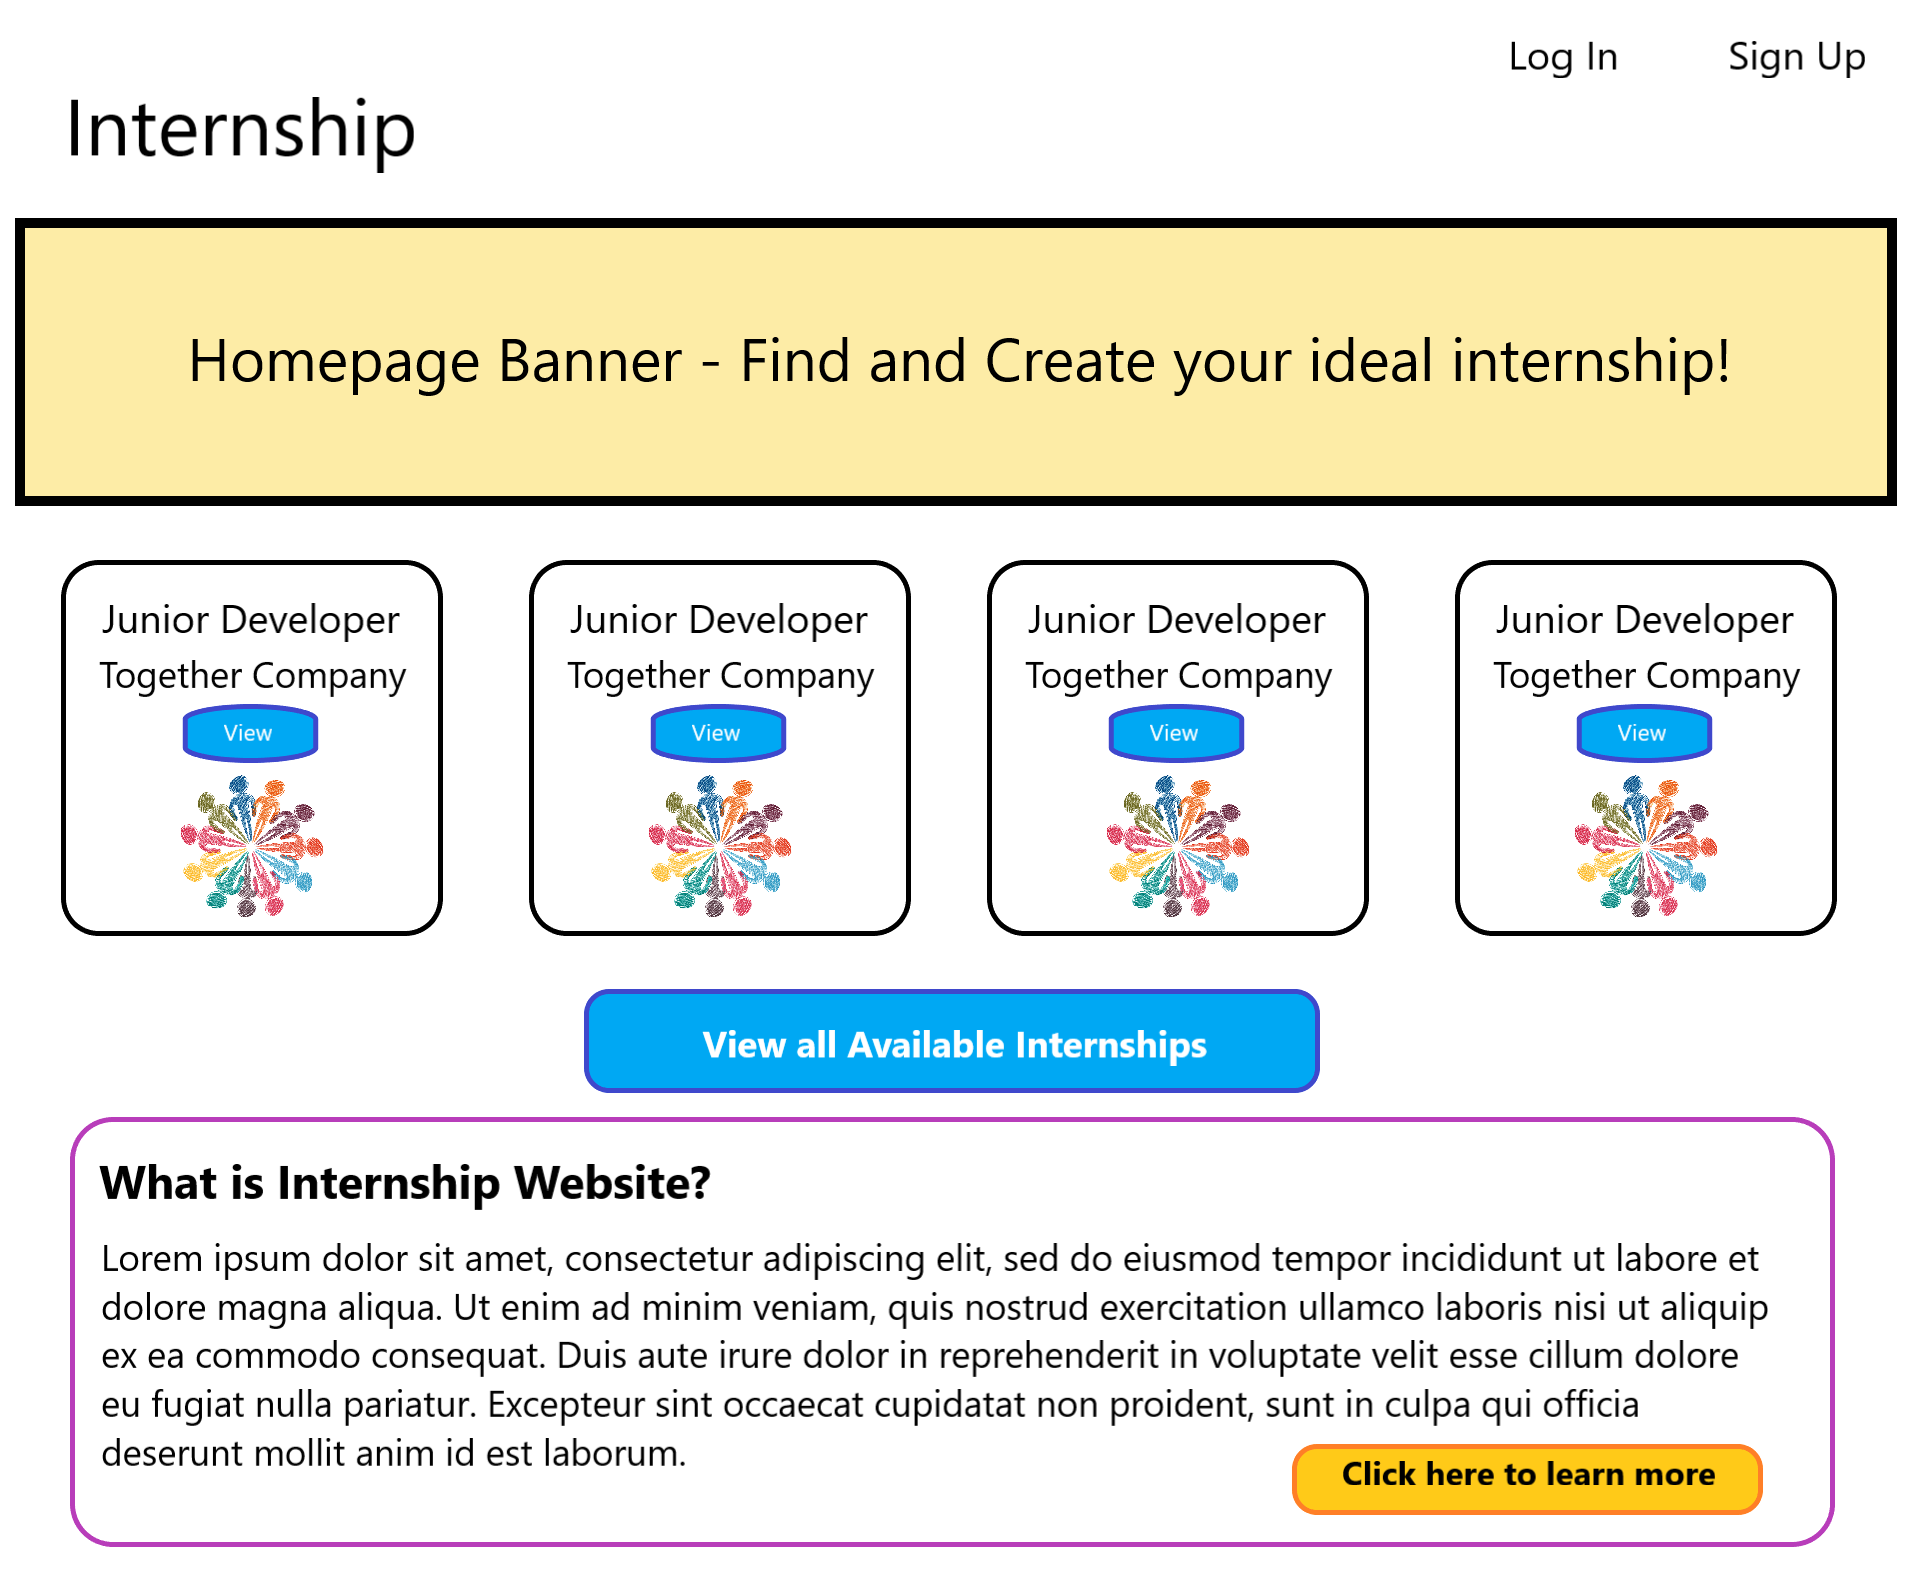 Log In
Sign Up
Internship
Homepage Banner - Find and Create your ideal internship!
Junior Developer
Together Company
View
Junior Developer
Together Company
View
Junior Developer
Together Company
View
Junior Developer
Together Company
View
View all Available Internships
What is Internship Website?
Lorem ipsum dolor sit amet, consectetur adipiscing elit, sed do eiusmod tempor incididunt ut labore et
dolore magna aliqua. Ut enim ad minim veniam, quis nostrud exercitation ullamco laboris nisi ut aliquip
ex ea commodo consequat. Duis aute irure dolor in reprehenderit in voluptate velit esse cillum dolore
eu fugiat nulla pariatur. Excepteur sint occaecat cupidatat non proident, sunt in culpa qui officia
deserunt mollit anim id est laborum.
Click here to learn more